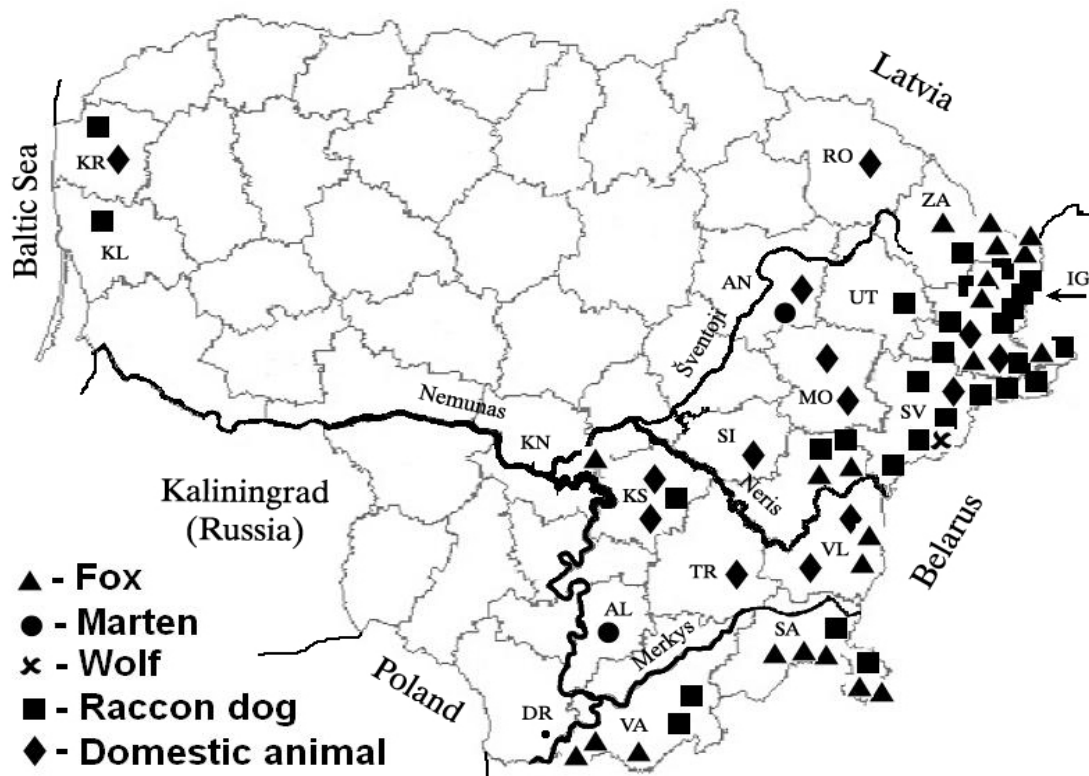 Latvia
Baltic Sea
KR
RO
ZA
KL
AN
UT
IG
Šventoji
MO
SV
Nemunas
KN
SI
Neris
Kaliningrad
(Russia)
KS
Belarus
VL
TR
▲ - Fox
● - Marten
AL
Merkys
SA
× - Wolf
Poland
■ - Raccon dog
DR
VA
◆ - Domestic animal